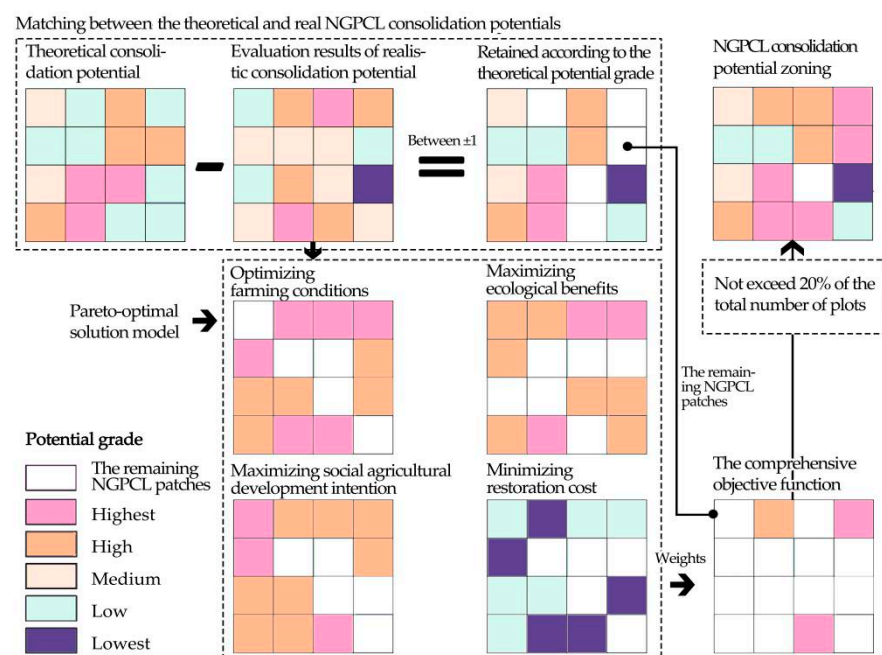 Matching between the theoretical and real NGPCL consolidation potentials
Theoretical consoli-
dation potential
Evaluation results of realis-
tic consolidation potential
Retained according to the
theoretical potential grade
NGPCL consolidation
potential zoning
Between ±1
Optimizing
farming conditions
Maximizing
ecological benefits
Not exceed 20% of the
total number of plots
Pareto-optimal
solution model
The remain-
ing NGPCL
patches
Potential grade
The remaining
NGPCL patches
Highest
High
Medium
Low
Lowest
Maximizing social agricultural
development intention
Minimizing
restoration cost
The comprehensive
objective function
Weights